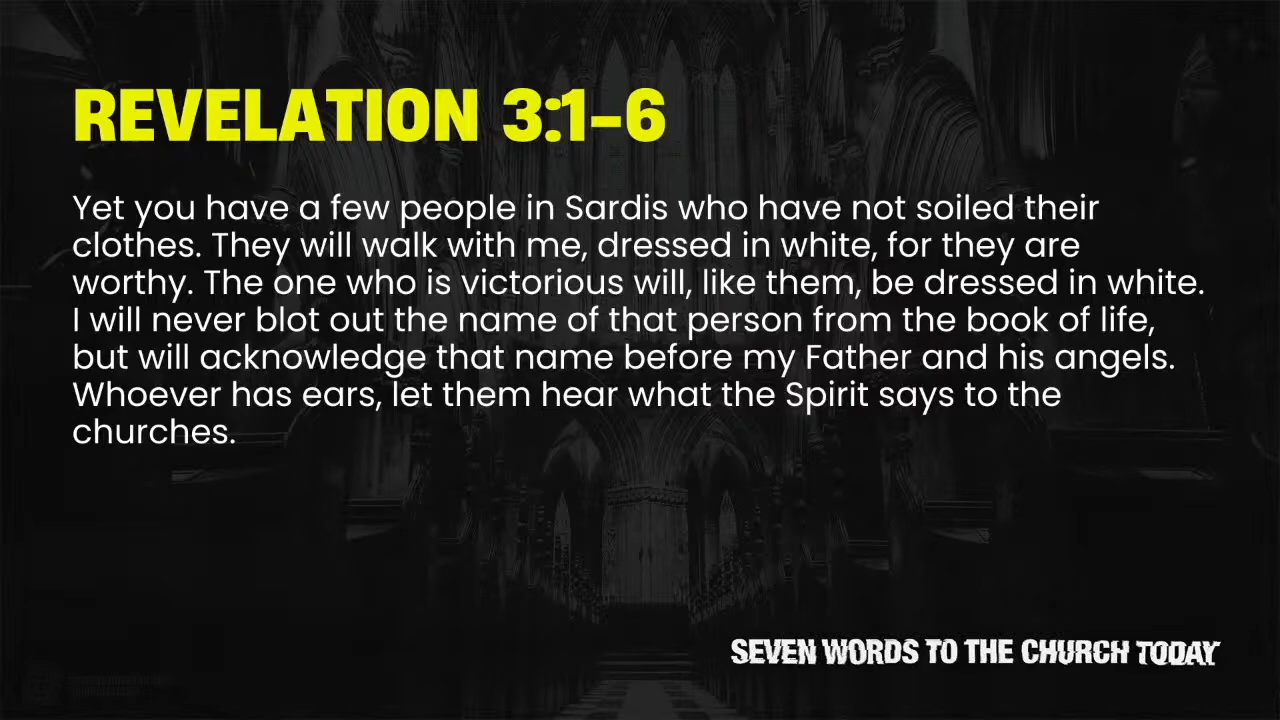 REVELATION 3:1–6
Yet you have a few people in Sardis who have not soiled their
clothes. They will walk with me, dressed in white, for they are
worthy. The one who is victorious will, like them, be dressed in white.
I will never blot out the name of that person from the book of life,
but will acknowledge that name before my Father and his angels.
Whoever has ears, let them hear what the Spirit says to the
churches.
SEVEN WORDS TO THE CHURCH TODAY